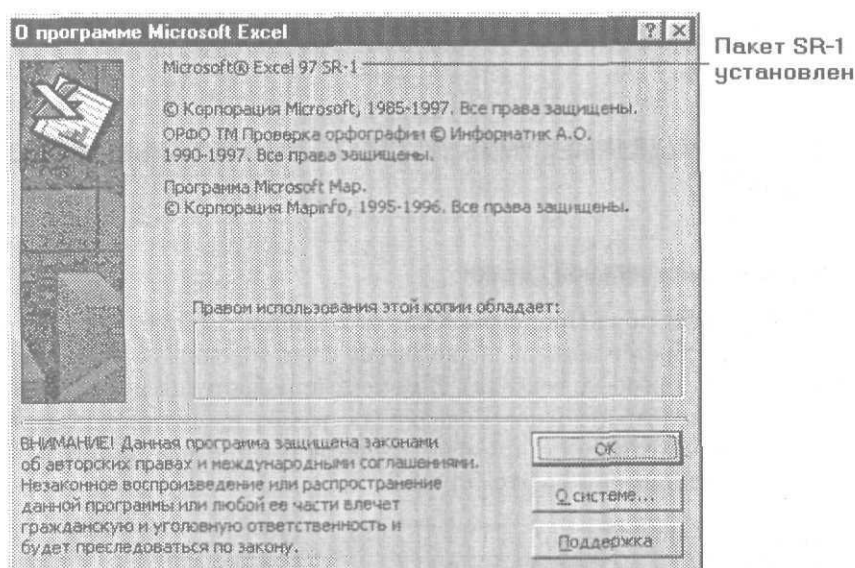 О программе Microsoft Excel
Microsoft® Excel 97 SR-1
Пакет SR-1
установлен
© Корпорация Microsoft, 1985-1997. Все права защищены.
ОРФО ТМ Проверка орфографии © Информатик А.О.
1990-1997. Все права защищены.
Программа Microsoft Map.
© Корпорация Mapinfo, 1995-1996. Все права защищены.
Правом использования этой копии обладает:
ВНИМАНИЕ! Данная программа защищена законами
об авторских правах и международными соглашениями.
Незаконное воспроизведение или распространение
данной программы или любой ее части влечет
гражданскую и уголовную ответственность и
будет преследоваться по закону.
ОК
О системе...
Поддержка